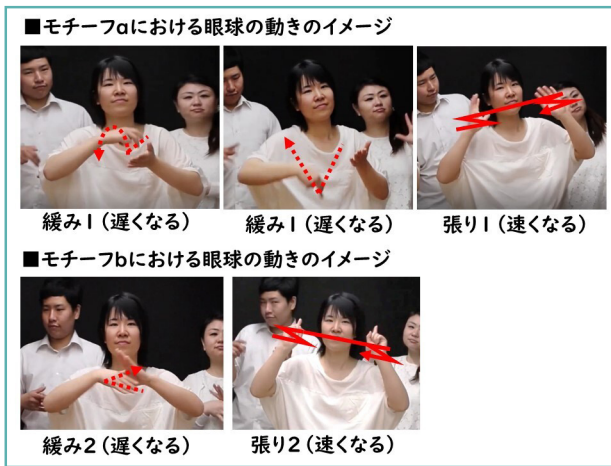 ■モチーフaにおける眼球の動きのイメージ
緩み1（遅くなる）
緩み1（遅くなる）
張り1（速くなる）
■モチーフbにおける眼球の動きのイメージ
緩み2（遅くなる）
張り2（速くなる）